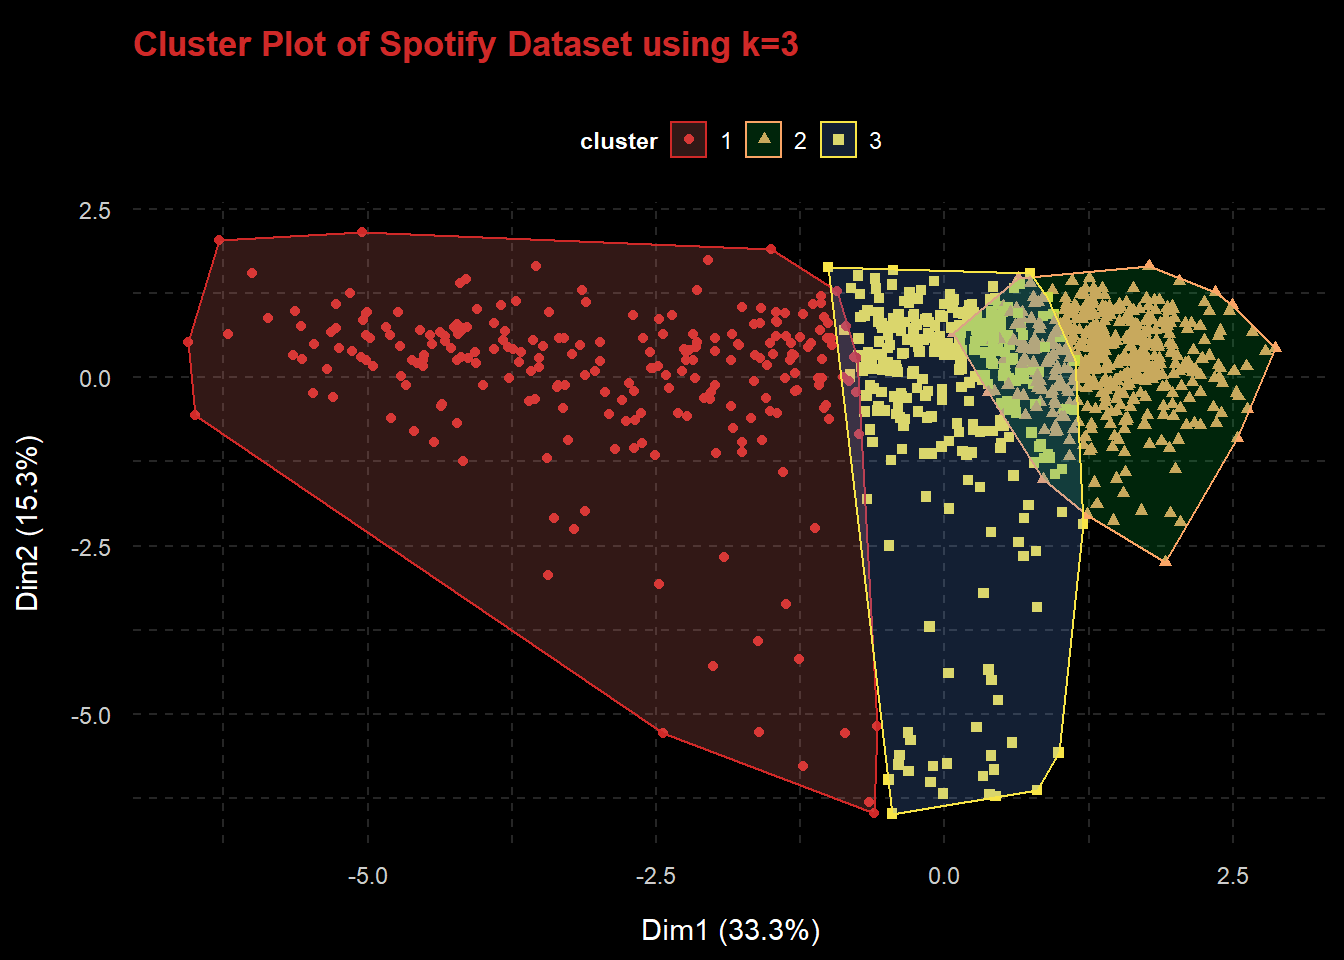 Cluster Plot of Spotify Dataset using k=3
cluster 1 2 3
2.5
0.0
-2.5
-5.0
Dim2 (15.3%)
-5.0 -2.5 0.0 2.5
Dim1 (33.3%)